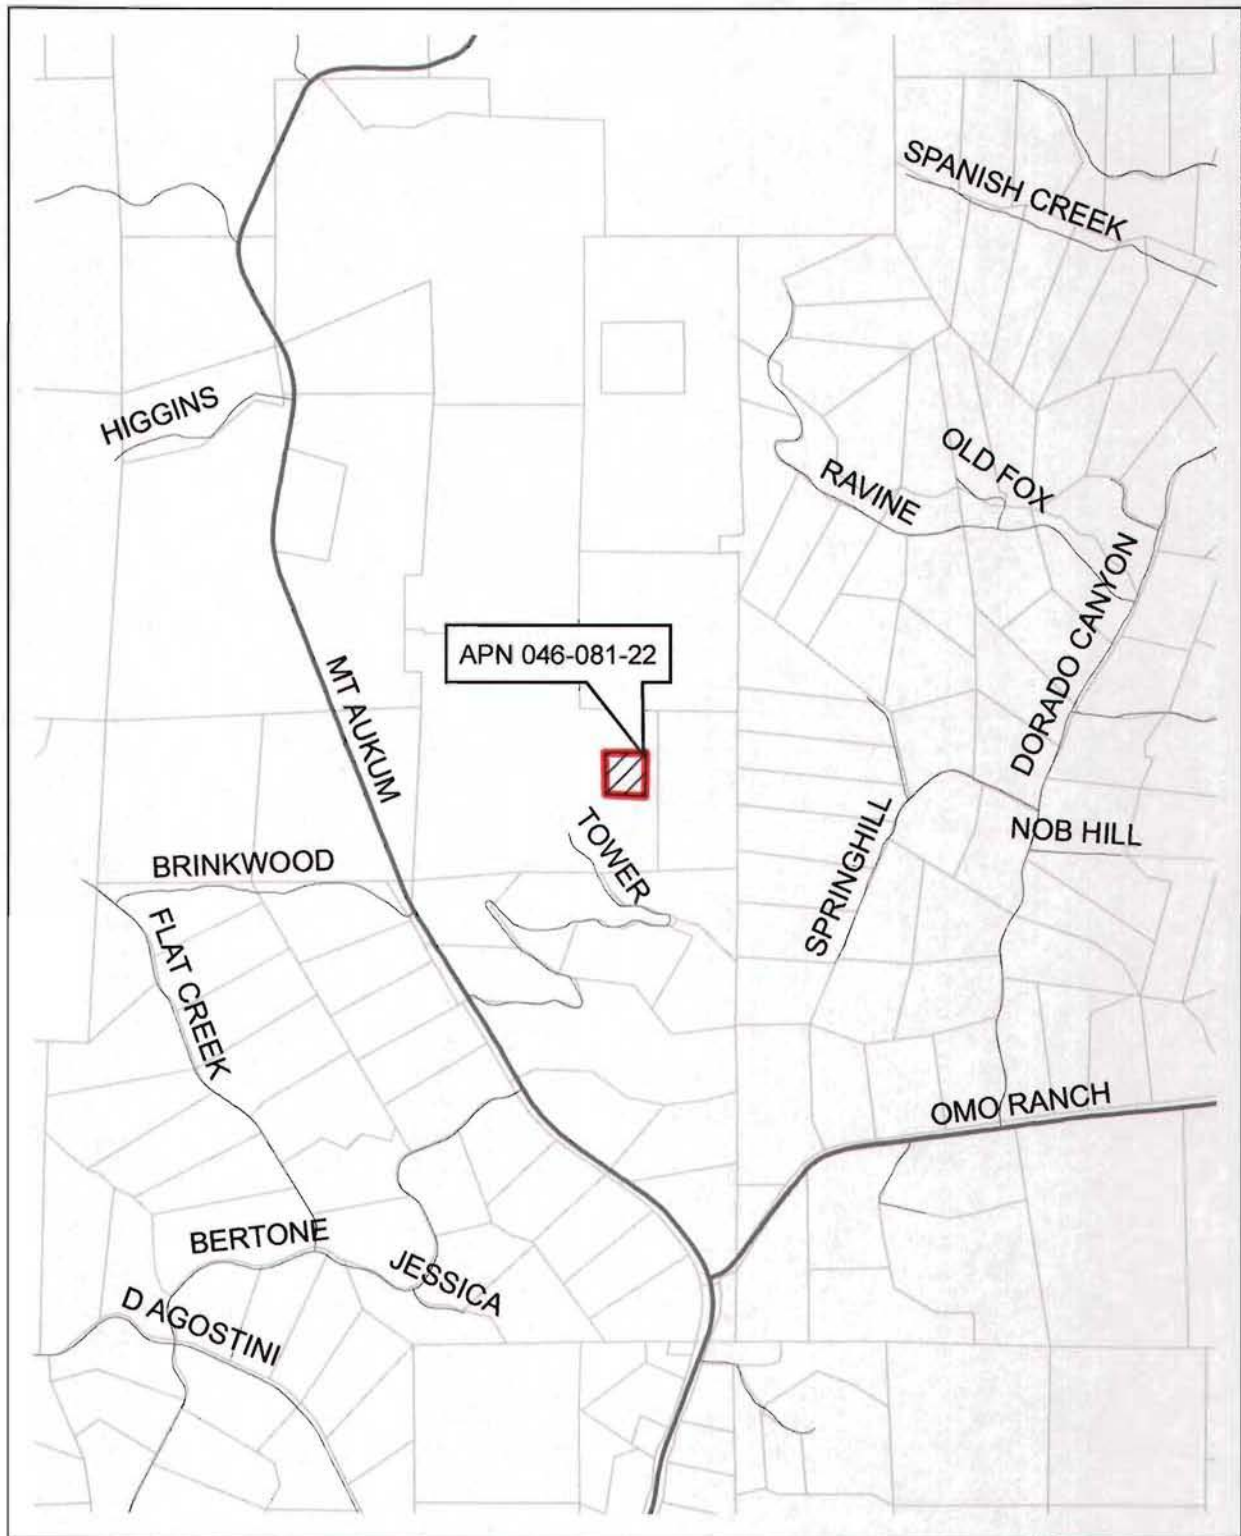 SPANISH CREEK
HIGGINS
OLD FOX
RAVINE
DORADO CANYON
APN 046-081-22
MT AUKUM
TOWER
NOB HILL
SPRINGHILL
BRINKWOOD
FLAT CREEK
OMO RANCH
BERTONE
JESSICA
D AGOSTINI